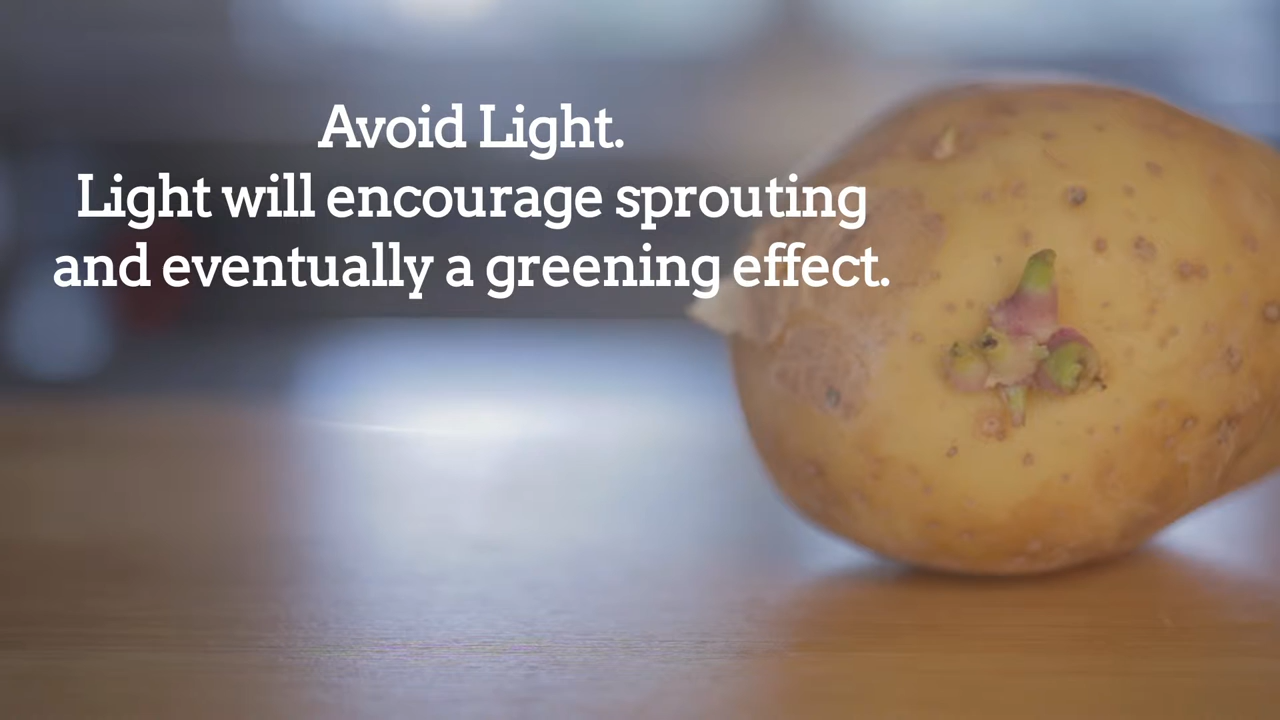 Avoid Light.
Light will encourage sprouting
and eventually a greening effect.